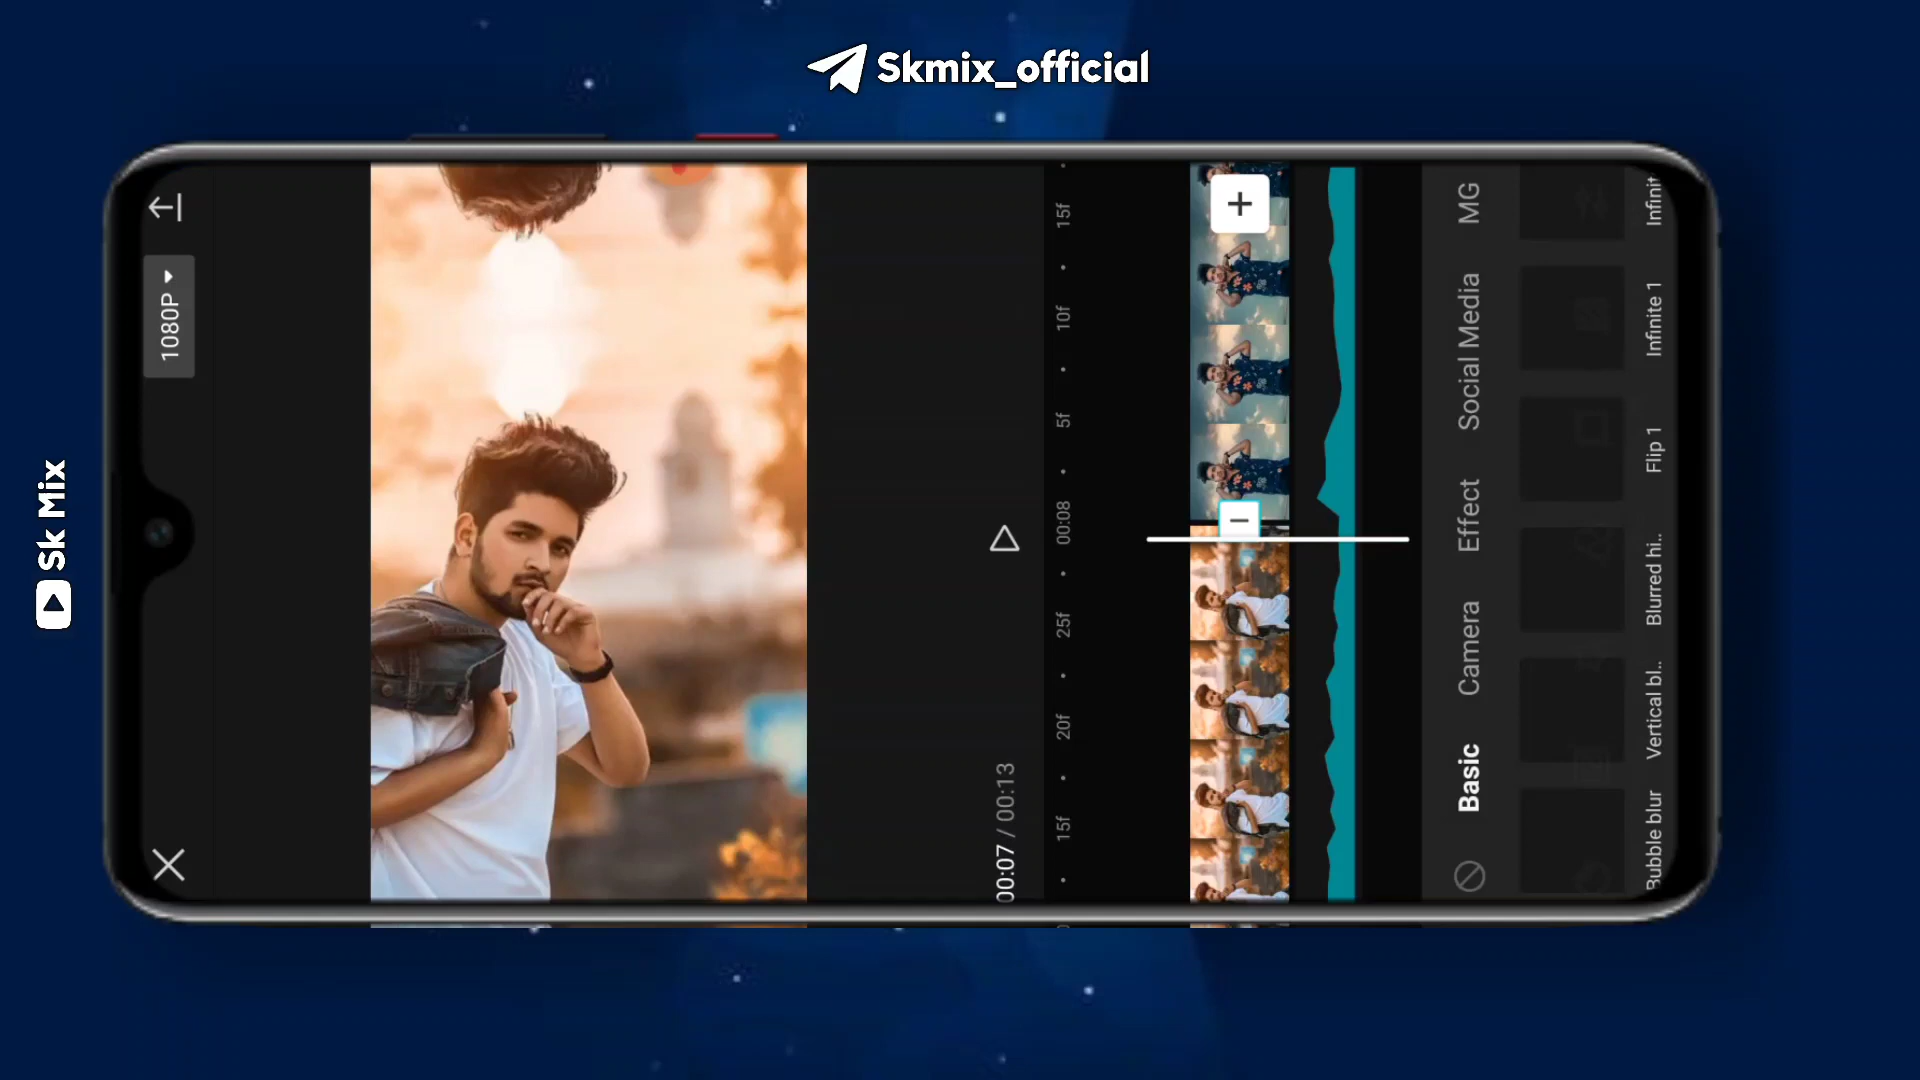 Skmix_official
Sk Mix
1080P
00:07 / 00:13
15f
20f
25f
00:08
5f
10f
15f
Basic
Camera
Effect
Social Media
MG
Bubble blur
Vertical bl..
Blurred hi..
Flip 1
Infinite 1
Infinit